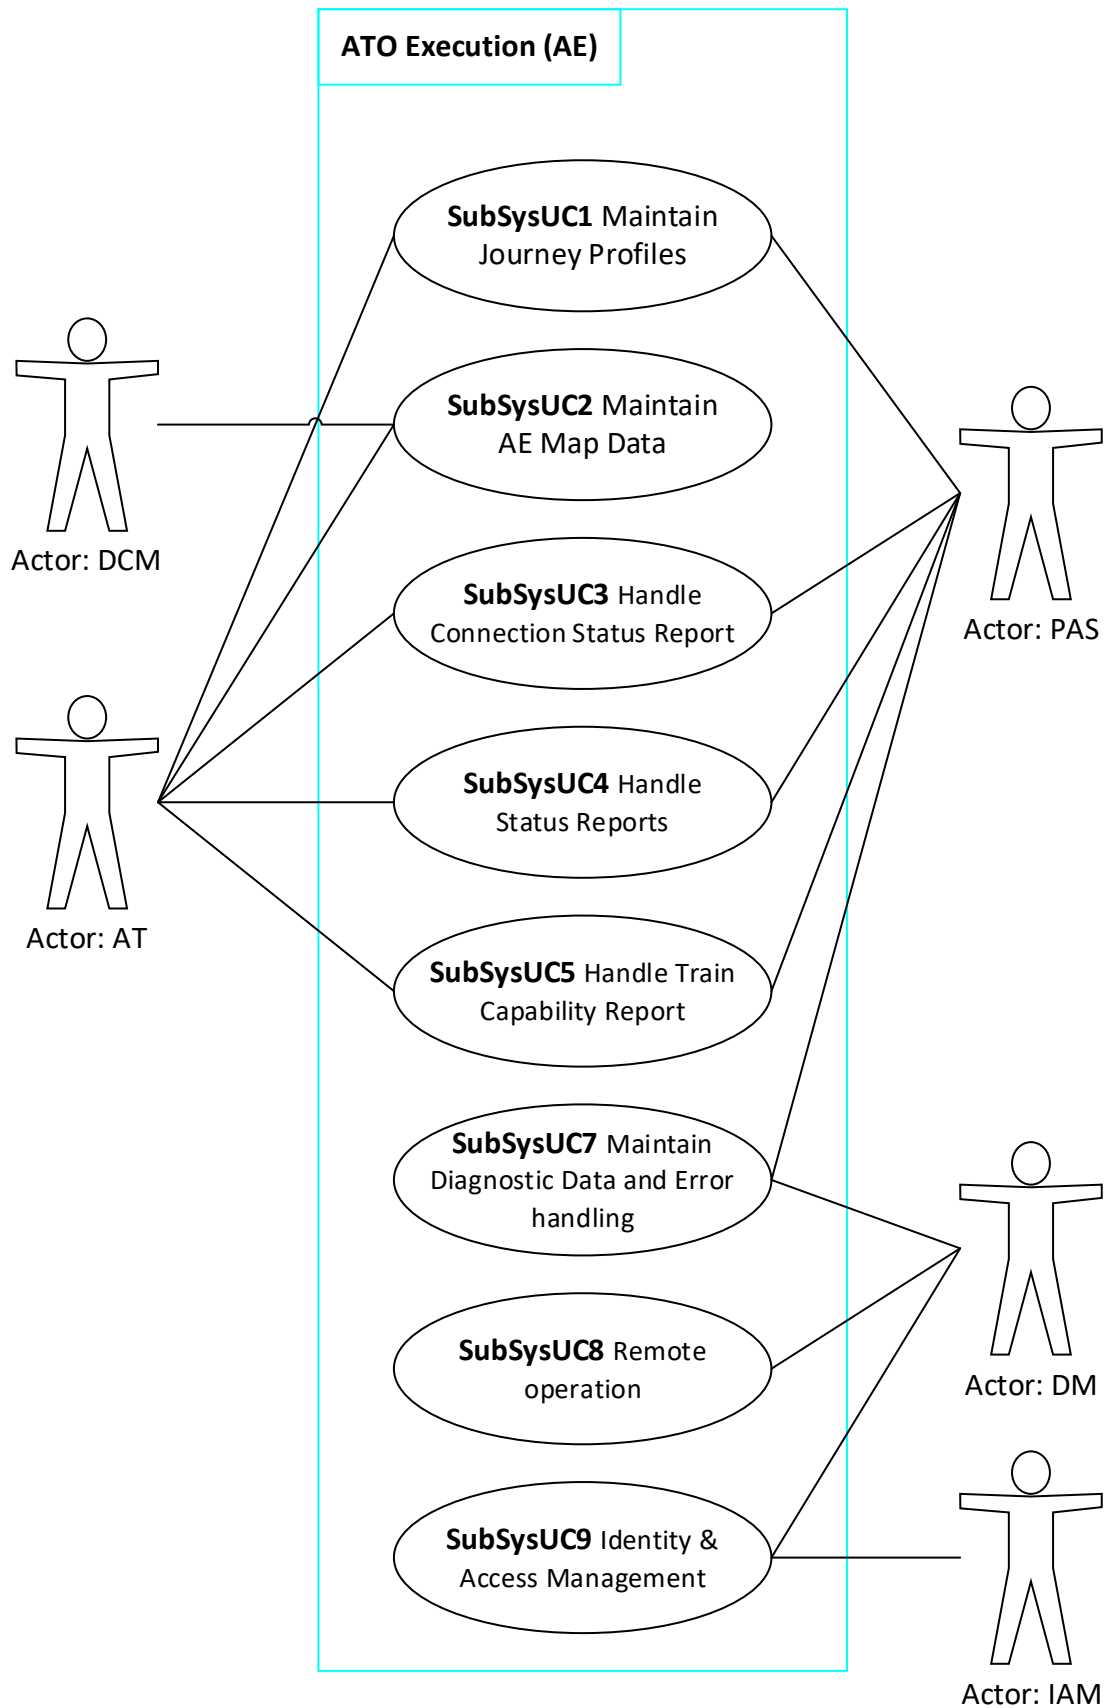 ATO Execution (AE)
SubSysUC1 Maintain
Journey Profiles
SubSysUC2 Maintain
AE Map Data
Actor: DCM
SubSysUC3 Handle
Connection Status Report
Actor: PAS
SubSysUC4 Handle
Status Reports
Actor: AT
SubSysUC5 Handle Train
Capability Report
SubSysUC7 Maintain
Diagnostic Data and Error
handling
SubSysUC8 Remote
operation
Actor: DM
SubSysUC9 Identity &
Access Management
Actor: IAM